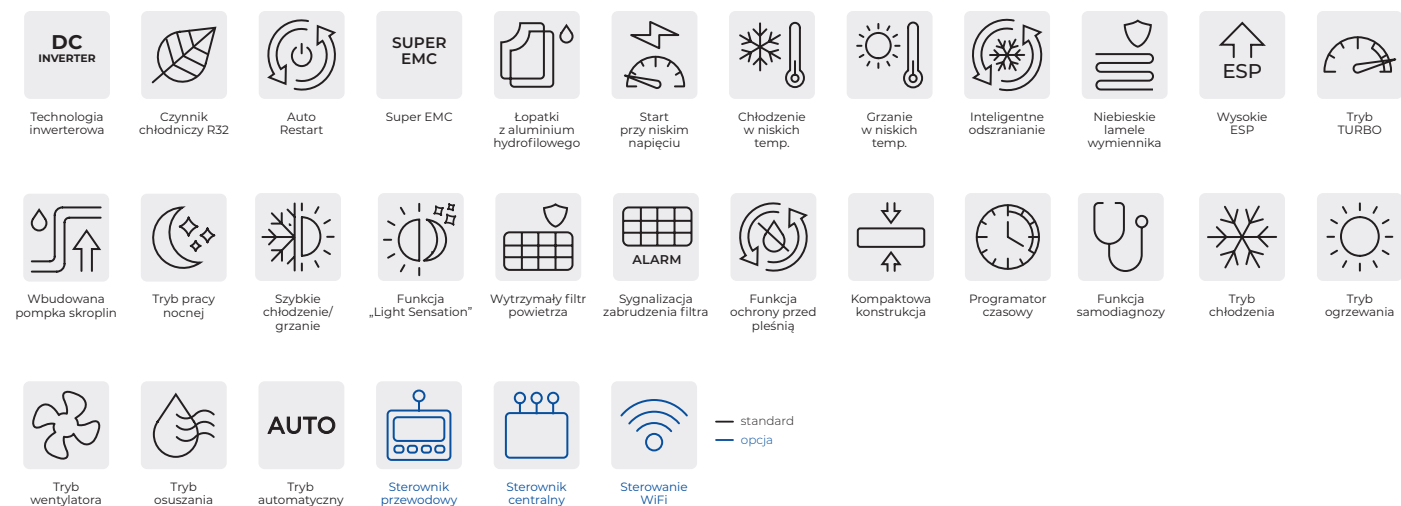 DC
INVERTER
SUPER
EMC
ESP
Technologia
inwerterowa
Czynnik
chłodniczy R32
Auto
Restart
Super EMC
Łopatki
z aluminium
hydrofilowego
Start
przy niskim
napięciu
Chłodzenie
w niskich
temp.
Grzanie
w niskich
temp.
Inteligentne
odszranianie
Niebieskie
lamele
wymiennika
Wysokie
ESP
Tryb
TURBO
ALARM
Wbudowana
pompka skroplin
Tryb pracy
nocnej
Szybkie
chłodzenie/
grzanie
Funkcja
„Light Sensation”
Wytrzymały filtr
powietrza
Sygnalizacja
zabrudzenia filtra
Funkcja
ochrony przed
pleśnią
Kompaktowa
konstrukcja
Programator
czasowy
Funkcja
samodiagnozy
Tryb
chłodzenia
Tryb
ogrzewania
AUTO
standard
opcja
Tryb
wentylatora
Tryb
osuszania
Tryb
automatyczny
Sterownik
przewodowy
Sterownik
centralny
Sterowanie
WiFi